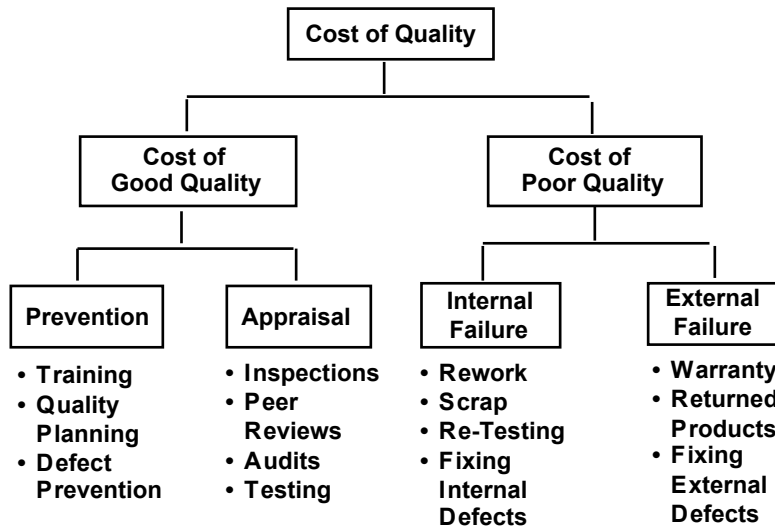 Cost of Quality
Cost of
Good Quality
Cost of
Poor Quality
Prevention
Appraisal
Internal
Failure
External
Failure
• Training
• Quality
Planning
• Defect
Prevention
• Inspections
• Peer
Reviews
• Audits
• Testing
• Rework
• Scrap
• Re-Testing
• Fixing
Internal
Defects
• Warranty
• Returned
Products
• Fixing
External
Defects